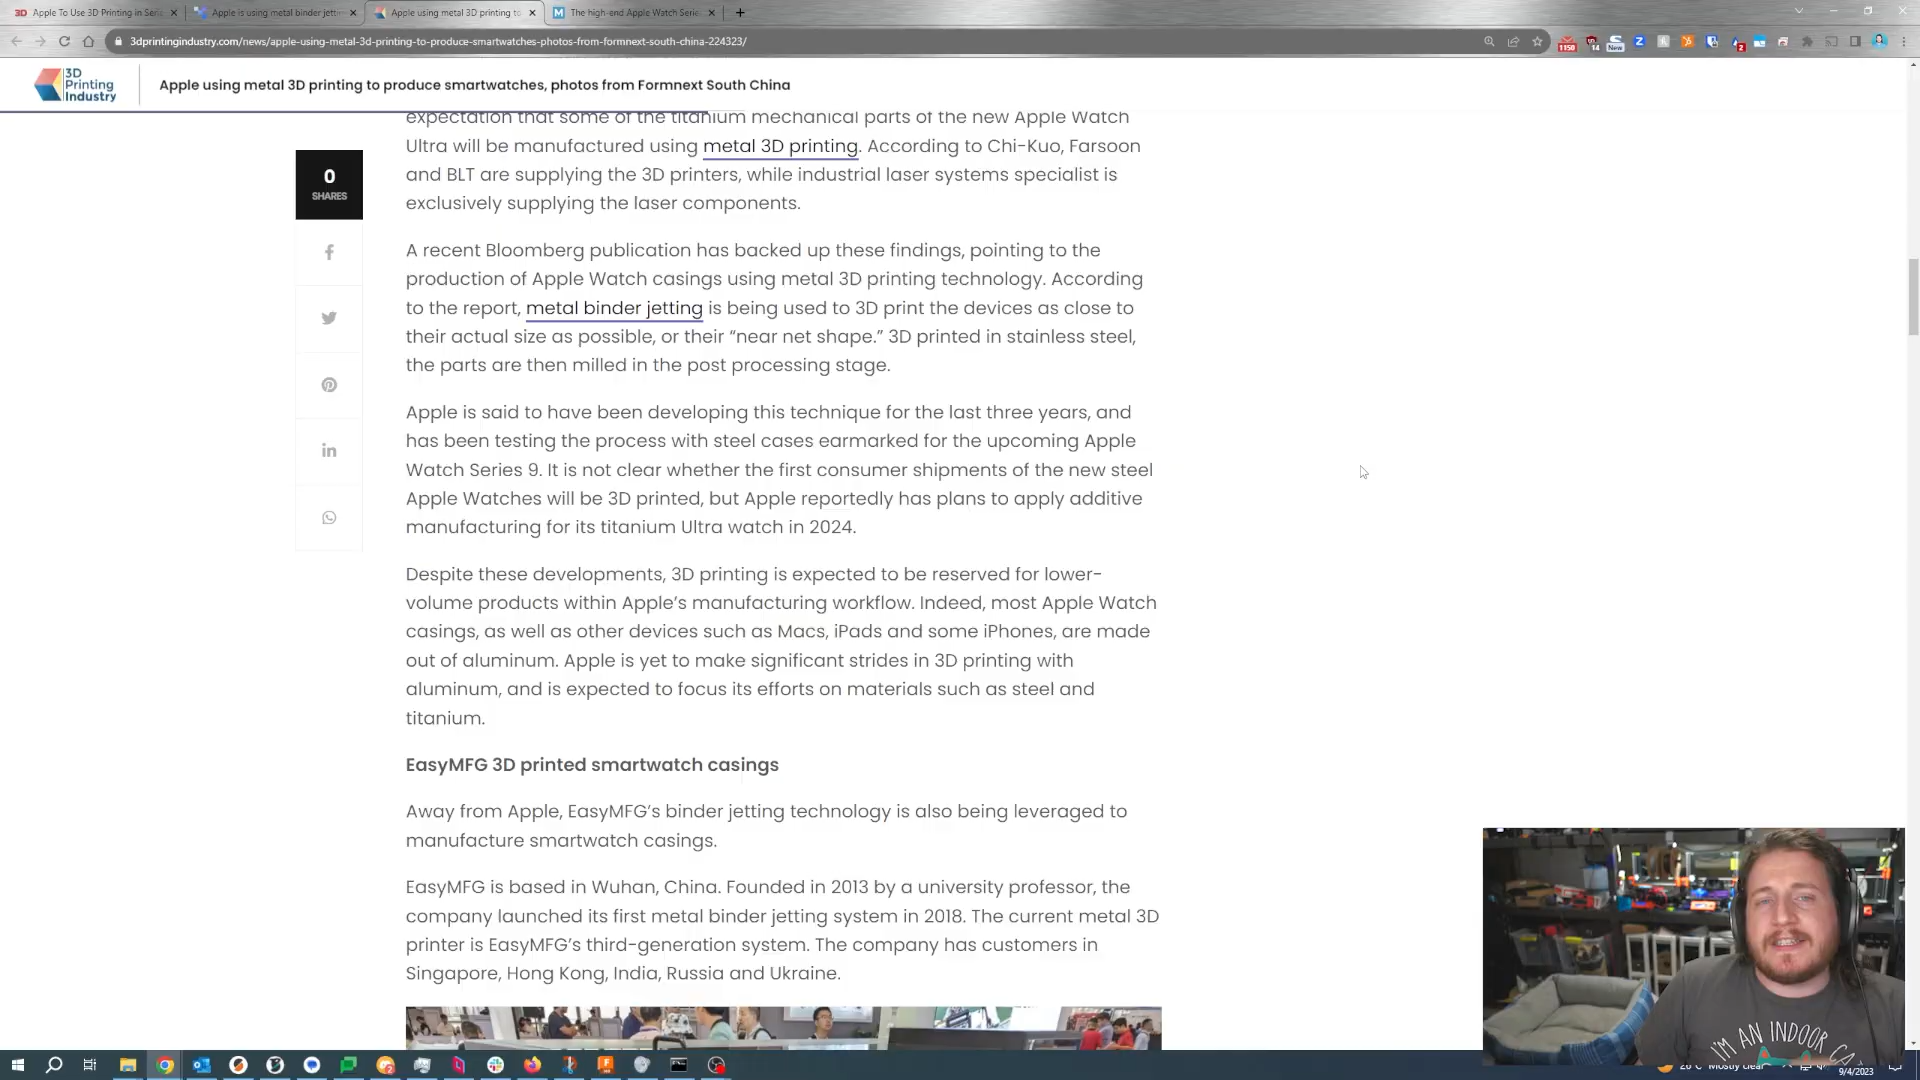 Apple To Use 3D Printing in Seri
Apple is using metal binder jetti
Apple using metal 3D printing to
The high-end Apple Watch Serie
3dprintingindustry.com/news/apple-using-metal-3d-printing-to-produce-smartwatches-photos-from-formnext-south-china-224323/
3D
Printing
Industry
Apple using metal 3D printing to produce smartwatches, photos from Formnext South China
expectation that some of the titanium mechanical parts of the new Apple Watch
Ultra will be manufactured using metal 3D printing. According to Chi-Kuo, Farsoon
and BLT are supplying the 3D printers, while industrial laser systems specialist is
exclusively supplying the laser components.
0
SHARES
A recent Bloomberg publication has backed up these findings, pointing to the
production of Apple Watch casings using metal 3D printing technology. According
to the report, metal binder jetting is being used to 3D print the devices as close to
their actual size as possible, or their “near net shape.” 3D printed in stainless steel,
the parts are then milled in the post processing stage.
Apple is said to have been developing this technique for the last three years, and
has been testing the process with steel cases earmarked for the upcoming Apple
Watch Series 9. It is not clear whether the first consumer shipments of the new steel
Apple Watches will be 3D printed, but Apple reportedly has plans to apply additive
manufacturing for its titanium Ultra watch in 2024.
Despite these developments, 3D printing is expected to be reserved for lower-
volume products within Apple’s manufacturing workflow. Indeed, most Apple Watch
casings, as well as other devices such as Macs, iPads and some iPhones, are made
out of aluminum. Apple is yet to make significant strides in 3D printing with
aluminum, and is expected to focus its efforts on materials such as steel and
titanium.
EasyMFG 3D printed smartwatch casings
Away from Apple, EasyMFG’s binder jetting technology is also being leveraged to
manufacture smartwatch casings.
EasyMFG is based in Wuhan, China. Founded in 2013 by a university professor, the
company launched its first metal binder jetting system in 2018. The current metal 3D
printer is EasyMFG’s third-generation system. The company has customers in
Singapore, Hong Kong, India, Russia and Ukraine.
I'M AN INDOOR CA
Mostly clear
9/4/2023